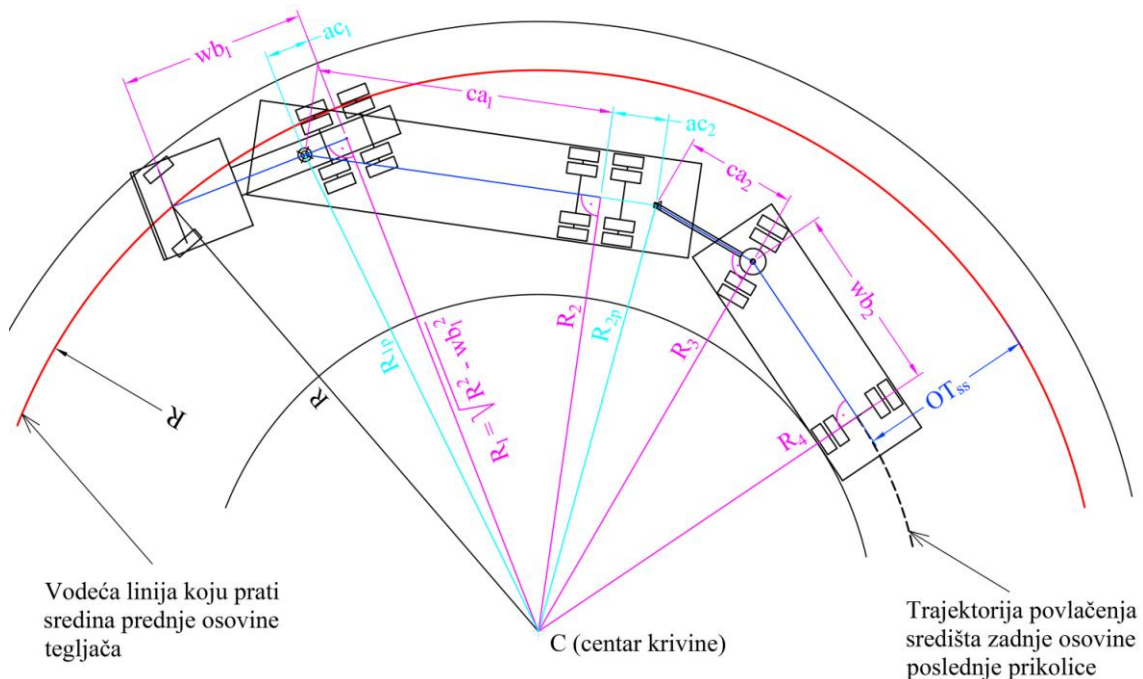 wb₁
ac₁
ca₁
ac₂
ca₂
wb₂
R
R
R₁ₚ
R₁ = √R² - wb₁²
R₂
R₂ₚ
R₃
R₄
OTₛₛ
Vodeća linija koju prati
sredina prednje osovine
tegljača
C (centar krivine)
Trajektorija povlačenja
središta zadnje osovine
poslednje prikolice